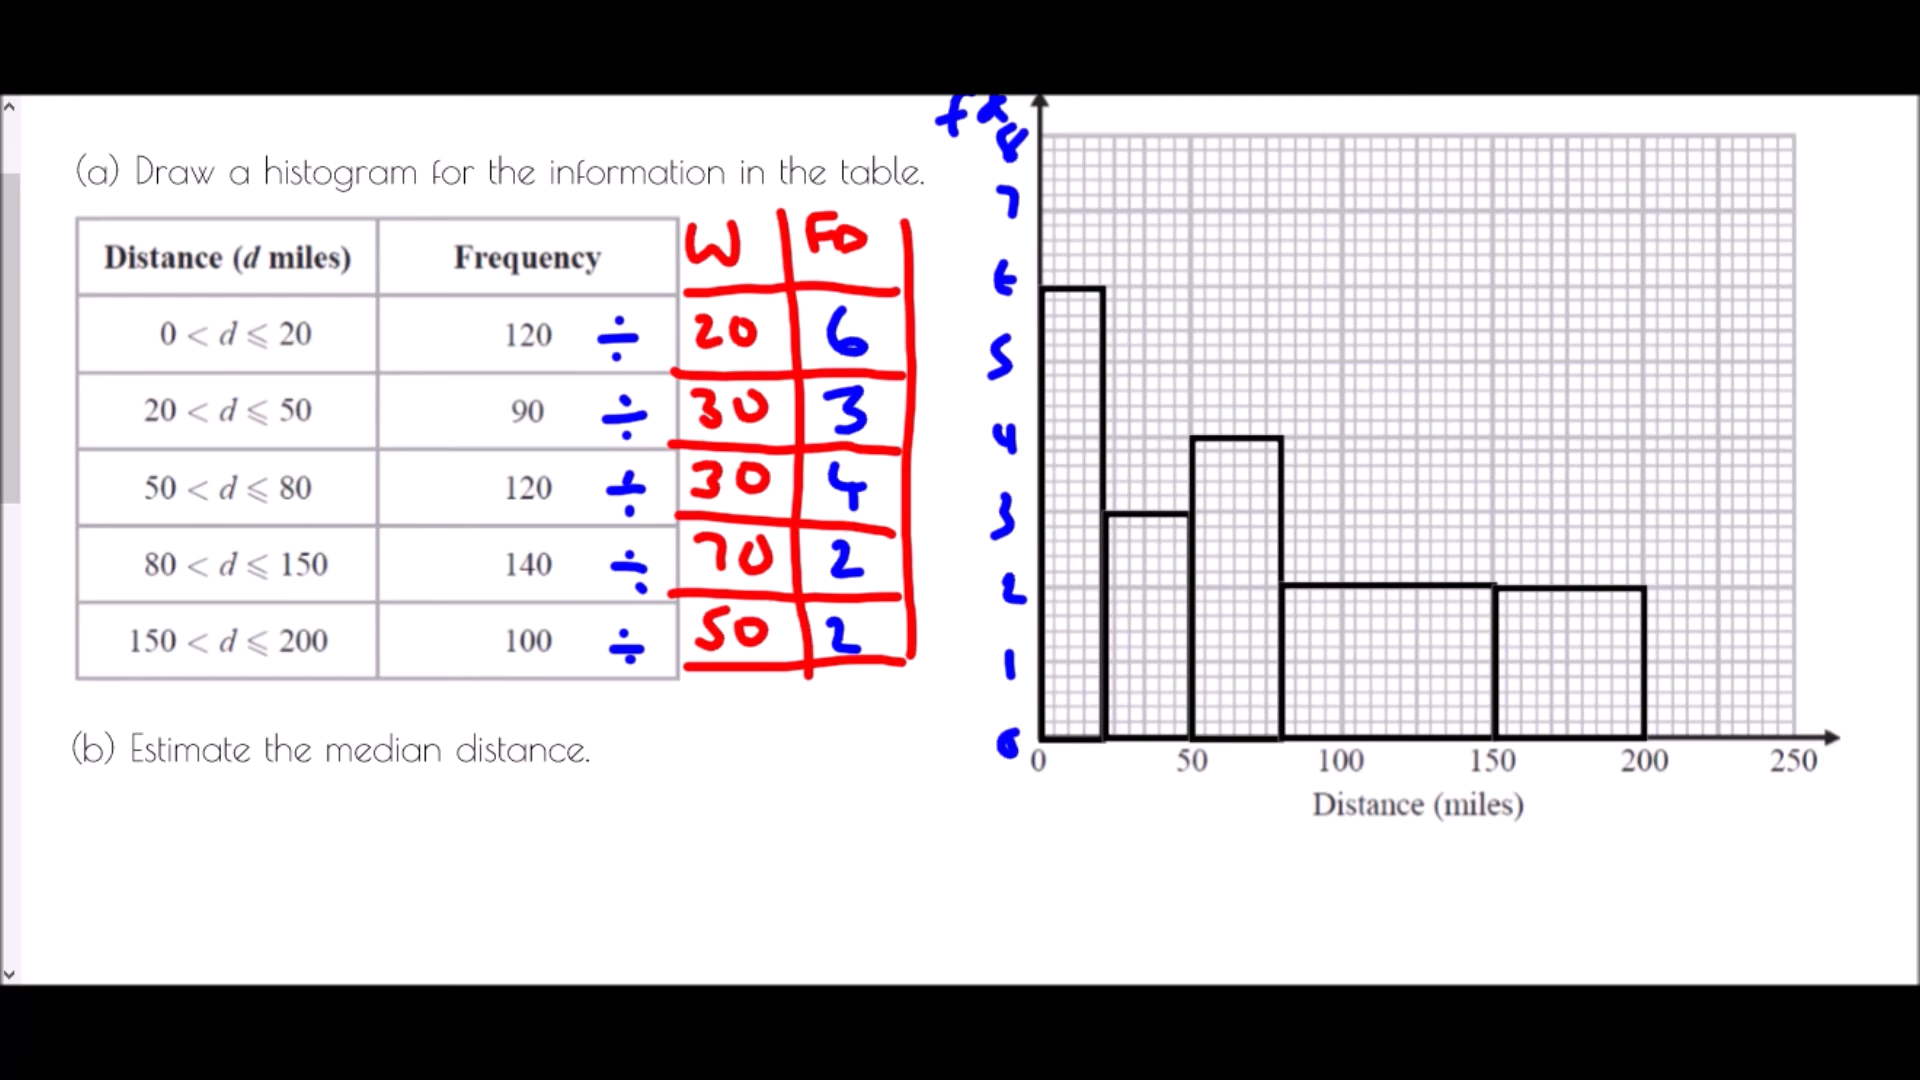 (a) Draw a histogram for the information in the table.
Distance (d miles) Frequency W FD
0 < d ⩽ 20 120 ÷ 20 6
20 < d ⩽ 50 90 ÷ 30 3
50 < d ⩽ 80 120 ÷ 30 4
80 < d ⩽ 150 140 ÷ 70 2
150 < d ⩽ 200 100 ÷ 50 2
(b) Estimate the median distance.
fd
8
7
6
5
4
3
2
1
0
0 50 100 150 200 250
Distance (miles)